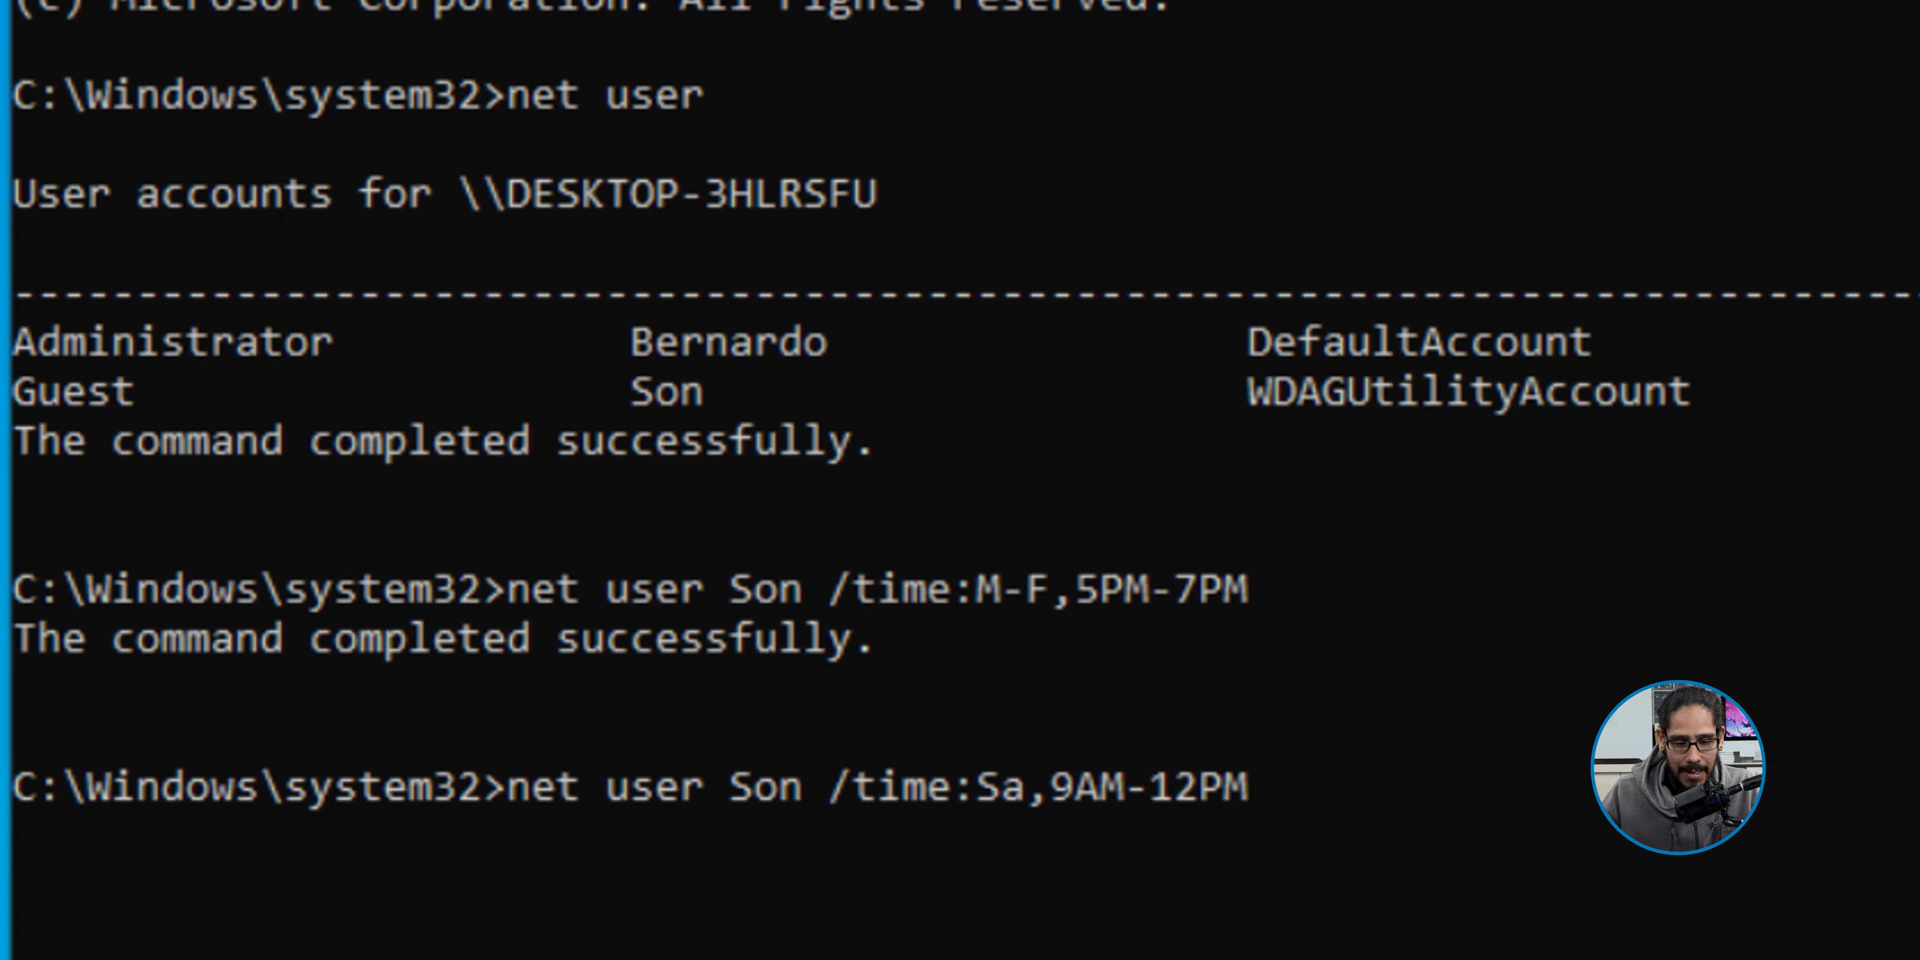 (c) Microsoft Corporation. All rights reserved.
C:\Windows\system32>net user
User accounts for \\DESKTOP-3HLRSFU
-------------------------------------------------------------------------------
Administrator Bernardo DefaultAccount
Guest Son WDAGUtilityAccount
The command completed successfully.
C:\Windows\system32>net user Son /time:M-F,5PM-7PM
The command completed successfully.
C:\Windows\system32>net user Son /time:Sa,9AM-12PM